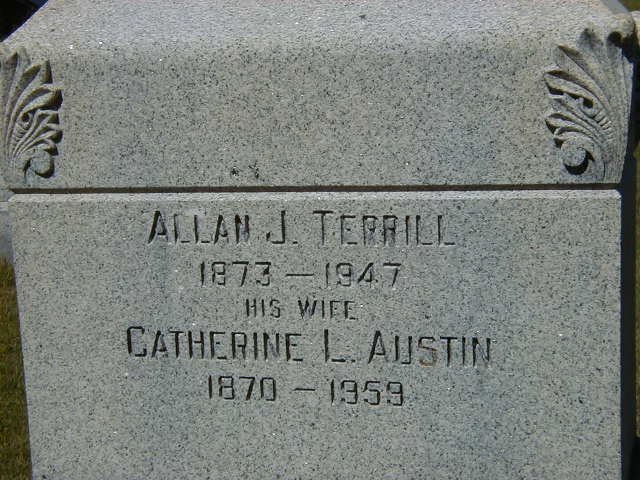 ALLAN J. TERRILL
1873 – 1947
HIS WIFE
CATHERINE L. AUSTIN
1870 – 1959